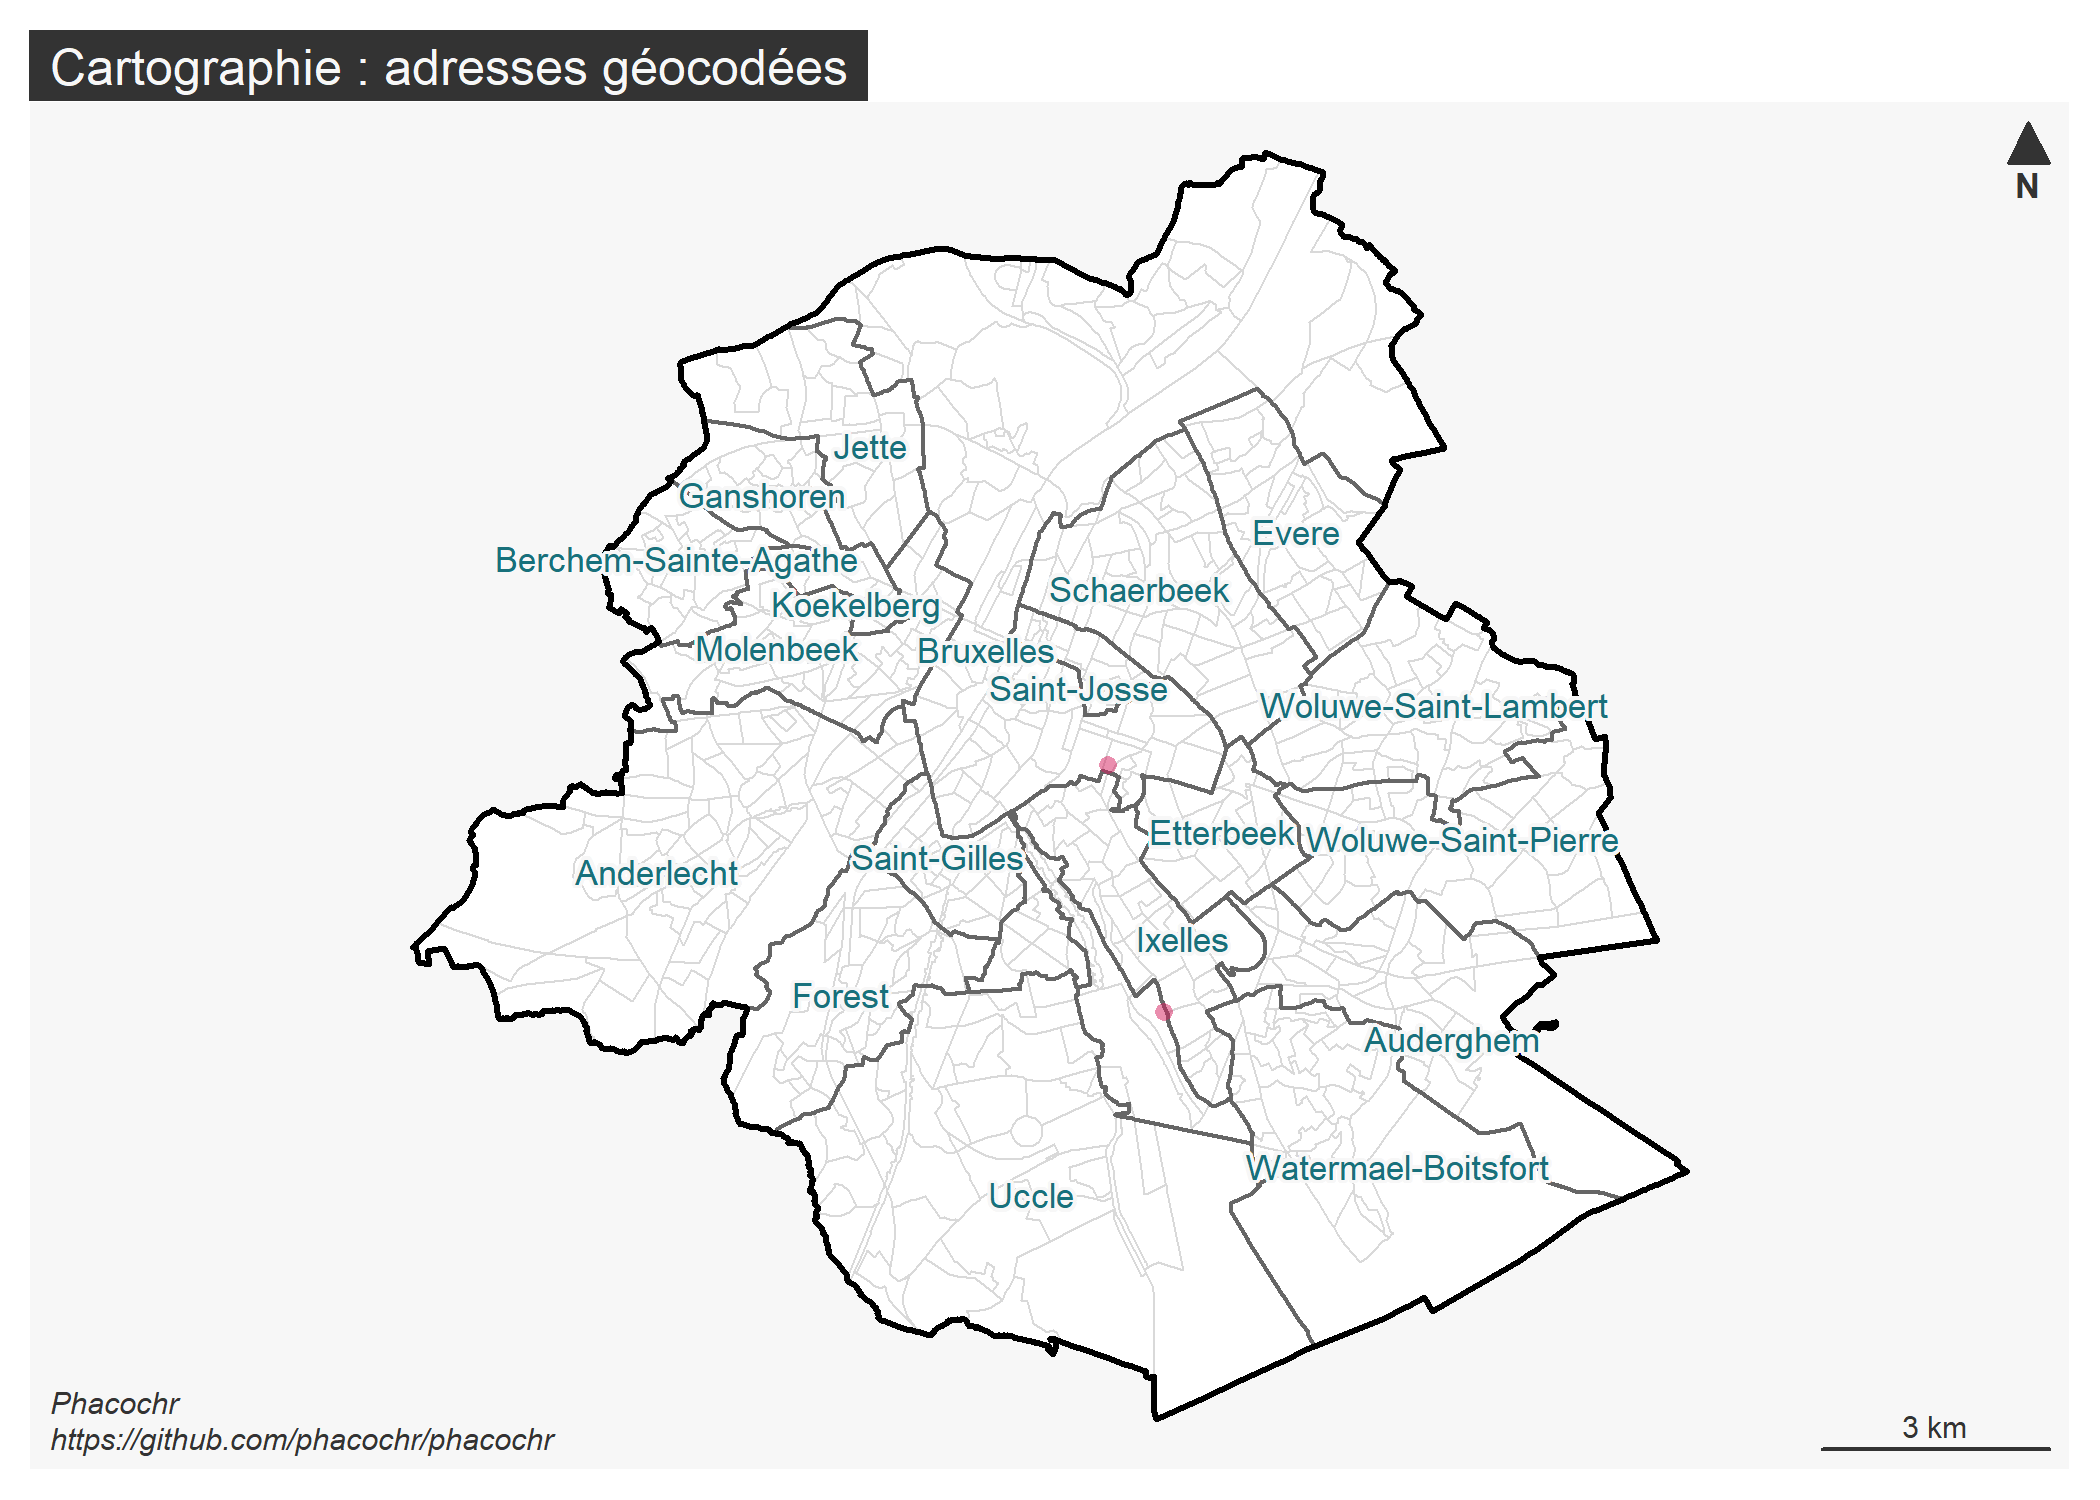 Cartographie : adresses géocodées
N
Jette
Ganshoren
Evere
Berchem-Sainte-Agathe
Schaerbeek
Koekelberg
Molenbeek
Bruxelles
Saint-Josse
Woluwe-Saint-Lambert
Etterbeek
Woluwe-Saint-Pierre
Saint-Gilles
Anderlecht
Ixelles
Forest
Auderghem
Watermael-Boitsfort
Uccle
Phacochr
https://github.com/phacochr/phacochr
3 km